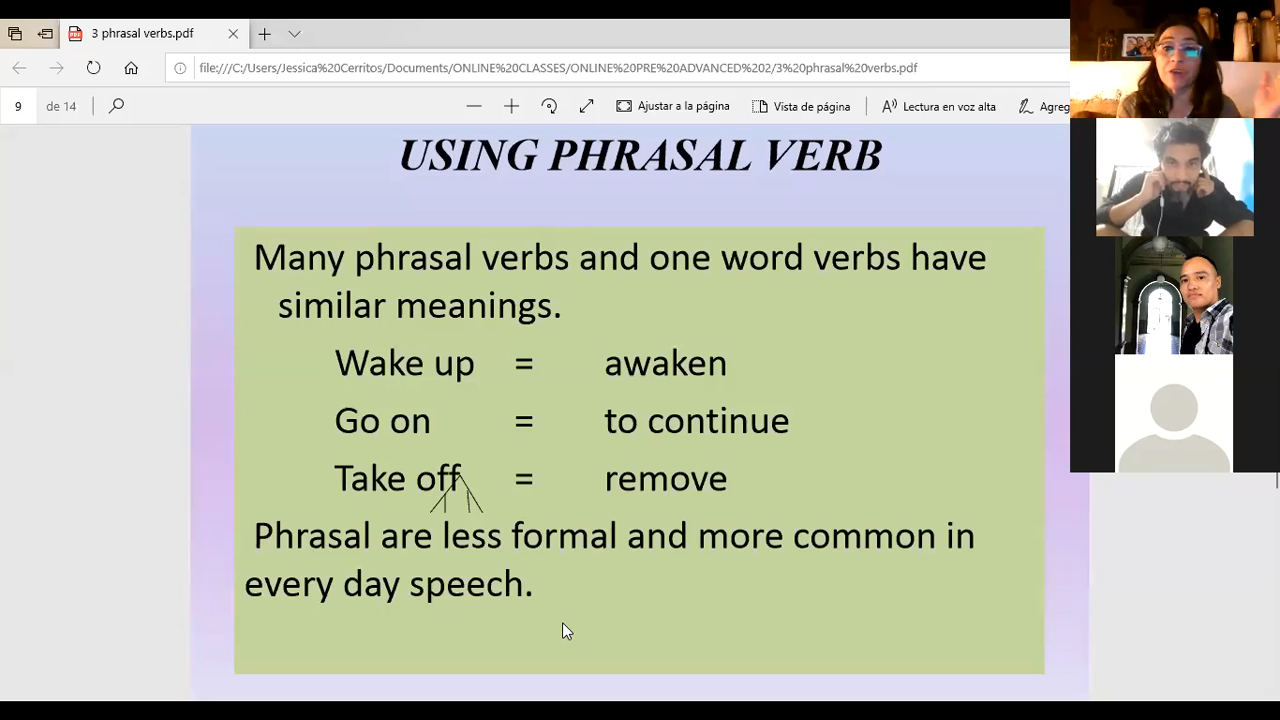 3 phrasal verbs.pdf
file:///C:/Users/Jessica%20Cerritos/Documents/ONLINE%20CLASSES/ONLINE%20PRE%20ADVANCED%202/3%20phrasal%20verbs.pdf
9 de 14 Ajustar a la página Vista de página Lectura en voz alta Agreg
USING PHRASAL VERB
Many phrasal verbs and one word verbs have
similar meanings.
Wake up = awaken
Go on = to continue
Take off = remove
Phrasal are less formal and more common in
every day speech.